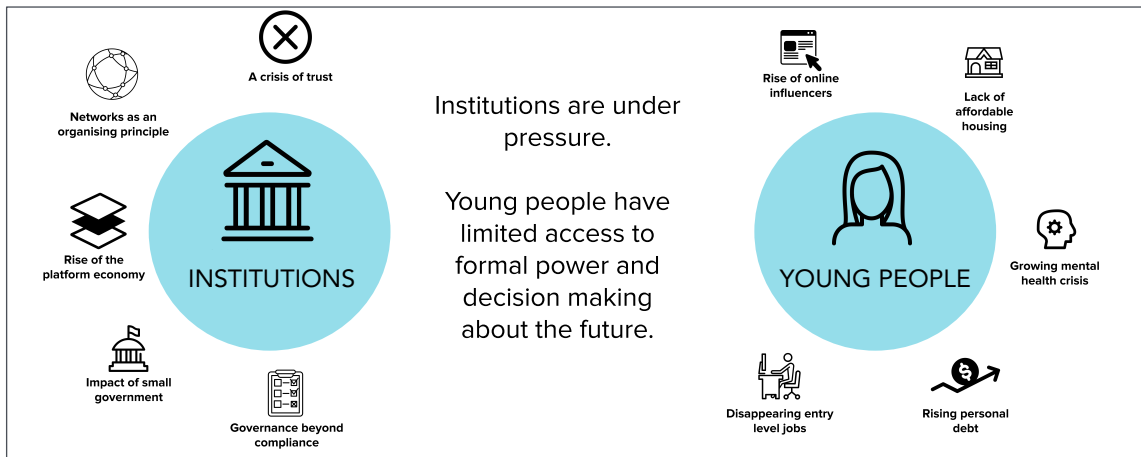 A crisis of trust
Networks as an
organising principle
Rise of the
platform economy
INSTITUTIONS
Impact of small
government
Governance beyond
compliance
Institutions are under
pressure.
Young people have
limited access to
formal power and
decision making
about the future.
Rise of online
influencers
Lack of
affordable
housing
YOUNG PEOPLE
Growing mental
health crisis
$
Disappearing entry
level jobs
Rising personal
debt